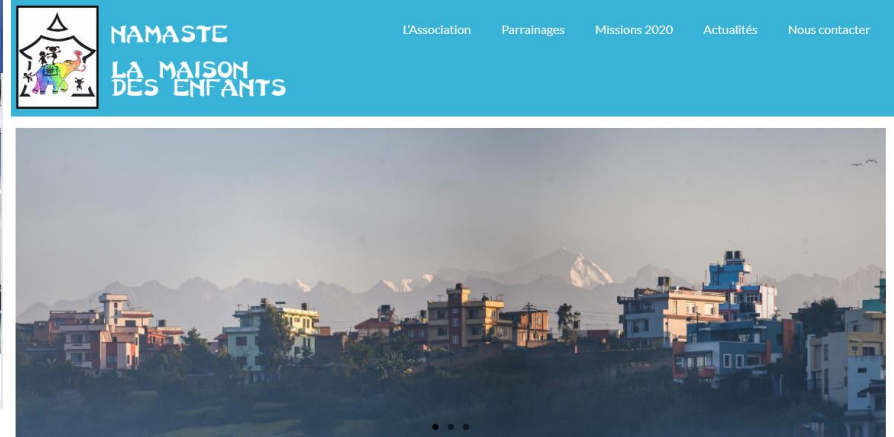 NAMASTE
LA MAISON
DES ENFANTS
L'Association Parrainages Missions 2020 Actualités Nous contacter